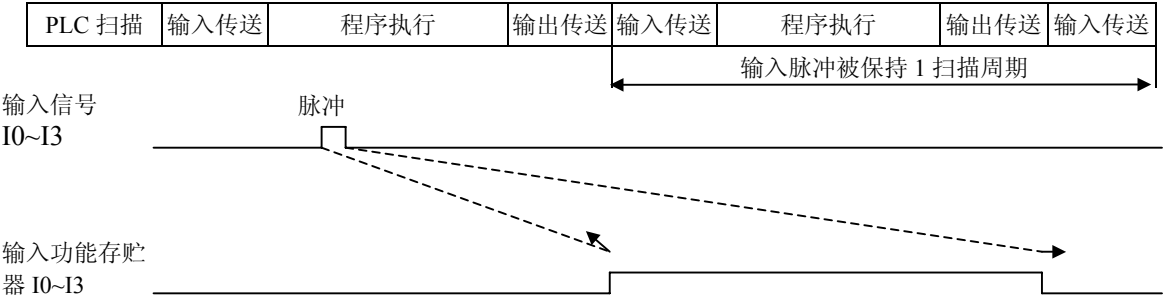 PLC 扫描 输入传送 程序执行 输出传送 输入传送 程序执行 输出传送 输入传送
输入脉冲被保持 1 扫描周期
输入信号
I0~I3
脉冲
输入功能存贮
器 I0~I3